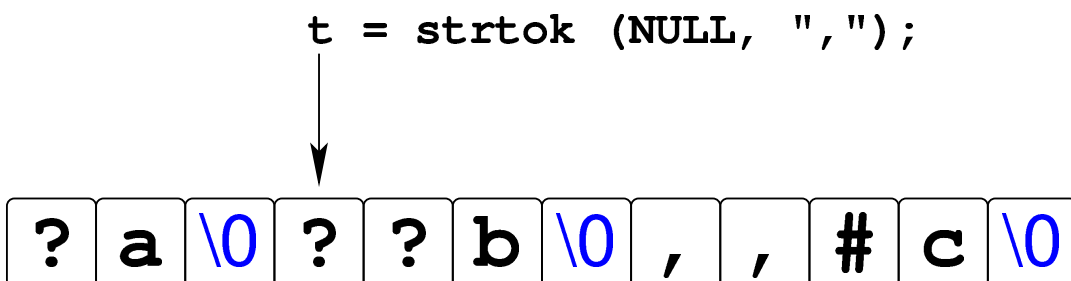 t = strtok (NULL, ",");
? a \0 ? ? b \0 , , # c \0